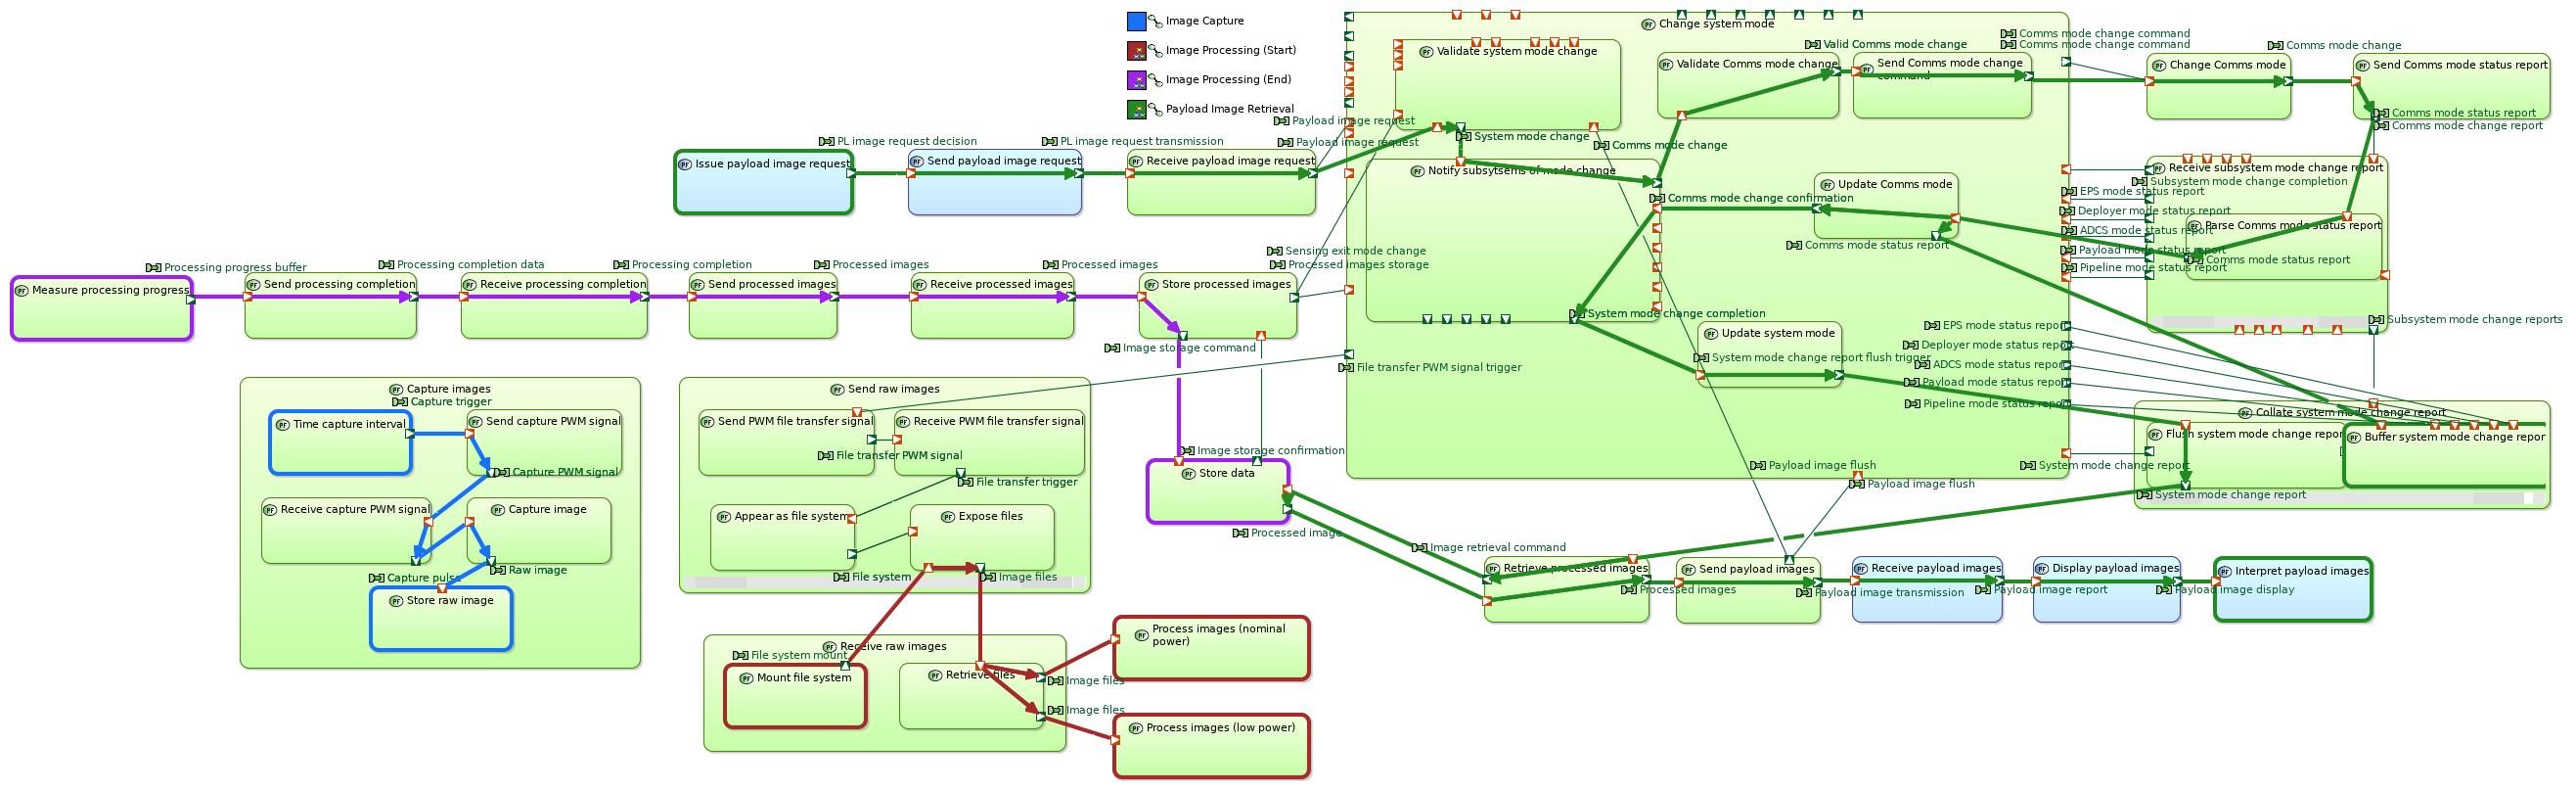 Image Capture
Image Processing (Start)
Image Processing (End)
Payload Image Retrieval
Change system mode
Validate system mode change
System mode change
Comms mode change
Validate Comms mode change
Valid Comms mode change
Send Comms mode change
command
Comms mode change command
Comms mode change command
Change Comms mode
Comms mode change
Send Comms mode status report
Comms mode status report
Comms mode change report
PL image request decision
PL image request transmission
Payload image request
Payload image request
Issue payload image request
Send payload image request
Receive payload image request
Notify subsytsems of mode change
Update Comms mode
Comms mode change confirmation
Comms mode status report
Receive subsystem mode change report
Subsystem mode change completion
EPS mode status report
Deployer mode status report
ADCS mode status report
Payload mode status report
Pipeline mode status report
Parse Comms mode status report
Comms mode status report
Subsystem mode change reports
Processing progress buffer
Processing completion data
Processing completion
Processed images
Processed images
Sensing exit mode change
Processed images storage
Measure processing progress
Send processing completion
Receive processing completion
Send processed images
Receive processed images
Store processed images
Image storage command
System mode change completion
Update system mode
System mode change report flush trigger
EPS mode status report
Deployer mode status report
ADCS mode status report
Payload mode status report
Pipeline mode status report
File transfer PWM signal trigger
Capture images
Capture trigger
Time capture interval
Send capture PWM signal
Capture PWM signal
Receive capture PWM signal
Capture image
Capture pulse
Raw image
Store raw image
Send raw images
Send PWM file transfer signal
Receive PWM file transfer signal
File transfer PWM signal
File transfer trigger
Appear as file system
Expose files
File system
Image files
Image storage confirmation
Store data
Processed image
Collate system mode change report
Flush system mode change repor
Buffer system mode change repor
System mode change report
System mode change report
Payload image flush
Payload image flush
Image retrieval command
Retrieve processed images
Processed images
Send payload images
Payload image transmission
Receive payload images
Payload image report
Display payload images
Payload image display
Interpret payload images
Receive raw images
File system mount
Mount file system
Retrieve files
Image files
Image files
Process images (nominal
power)
Process images (low power)